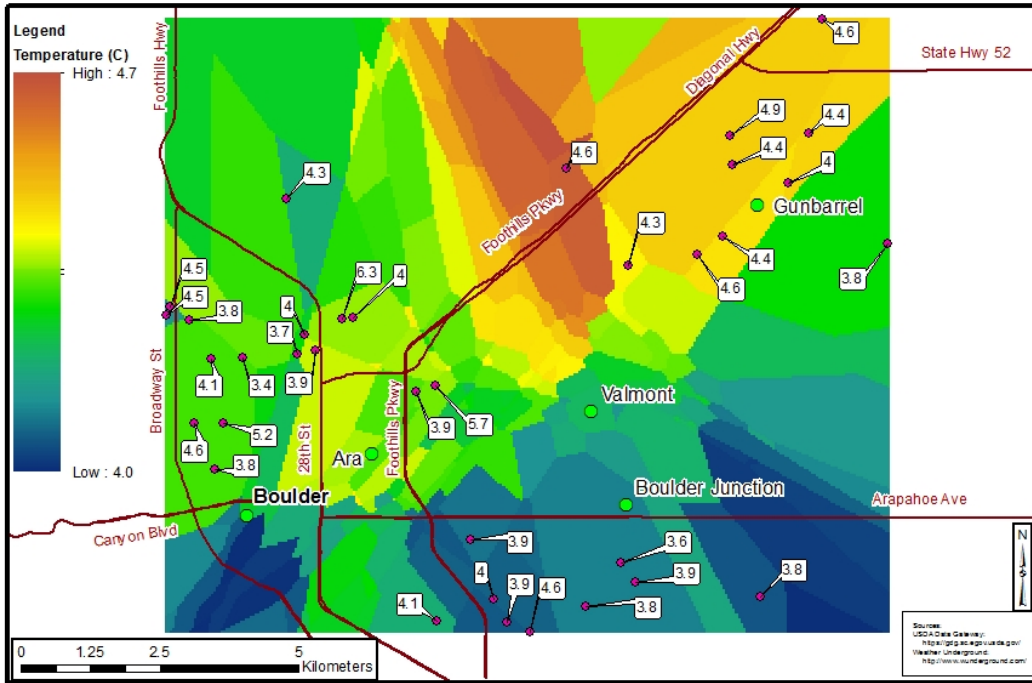 Legend
Temperature (C)
High : 4.7
Low : 4.0
Foothills Hwy
Diagonal Hwy
State Hwy 52
4.6
4.9
4.4
4.4
4
4.6
4.3
Foothills Pkwy
Gunbarrel
4.3
4.4
4.6
3.8
4.5
4.5
3.8
6.3
4
4
3.7
3.9
4.1
3.4
Broadway St
28th St
Foothills Pkwy
3.9
5.7
Valmont
4.6
5.2
3.8
Ara
Boulder
Boulder Junction
Arapahoe Ave
Canyon Blvd
3.9
3.6
3.9
4
3.9
4.6
3.8
3.8
4.1
N
0 1.25 2.5 5
Kilometers
Sources:
USDA Data Gateway:
https://gdg.sc.egov.usda.gov/
Weather Underground:
http://www.wunderground.com/